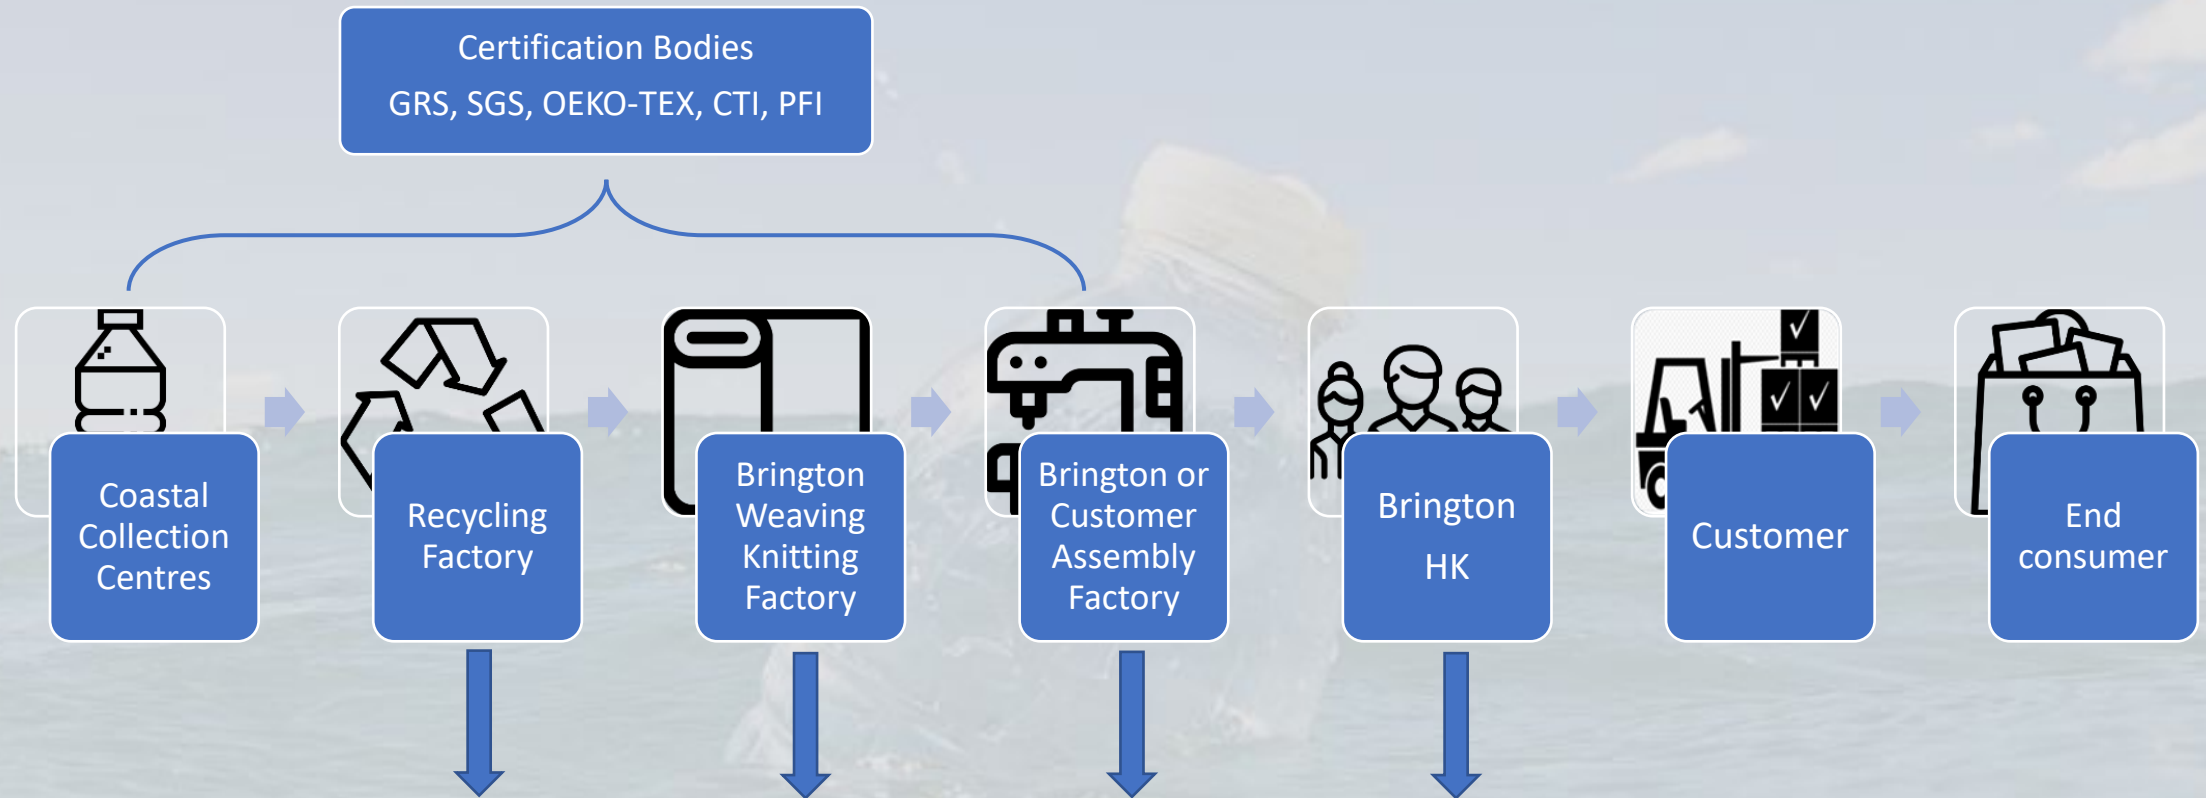 Certification Bodies
GRS, SGS, OEKO-TEX, CTI, PFI
Coastal
Collection
Centres
Recycling
Factory
Brington
Weaving
Knitting
Factory
Brington or
Customer
Assembly
Factory
Brington
HK
Customer
End
consumer